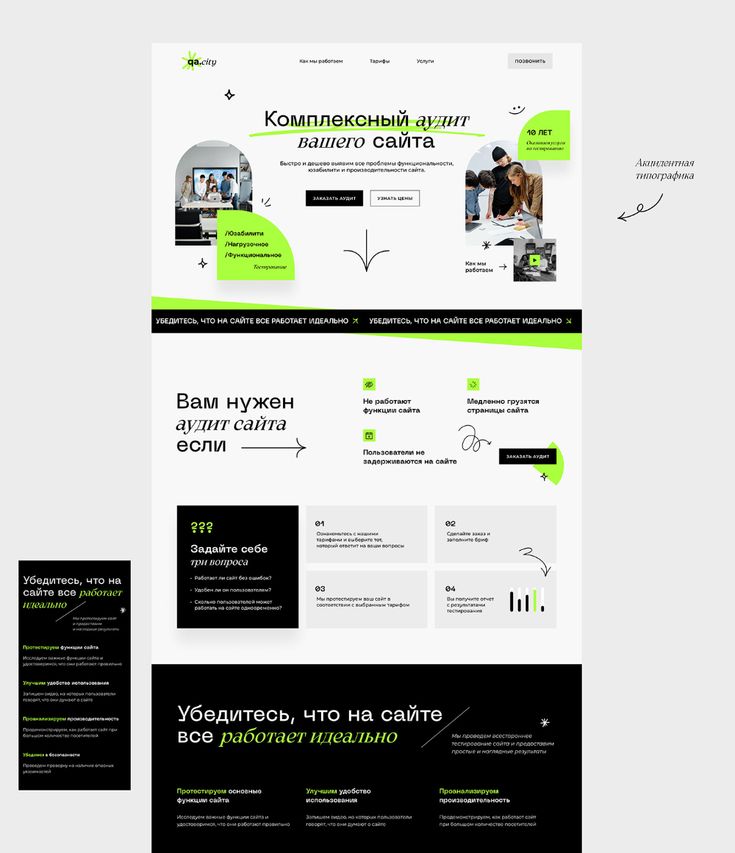 qa.city
Как мы работаем
Тарифы
Услуги
ПОЗВОНИТЬ
Комплексный аудит
вашего сайта
Быстро и дешево выявим все проблемы функциональности,
юзабилити и производительности сайта.
ЗАКАЗАТЬ АУДИТ
УЗНАТЬ ЦЕНЫ
10 ЛЕТ
Оказываем услуги
по тестированию
/Юзабилити
/Нагрузочное
/Функциональное
Тестирование
Как мы
работаем
Акцидентная
типографика
УБЕДИТЕСЬ, ЧТО НА САЙТЕ ВСЕ РАБОТАЕТ ИДЕАЛЬНО
УБЕДИТЕСЬ, ЧТО НА САЙТЕ ВСЕ РАБОТАЕТ ИДЕАЛЬНО
Вам нужен
аудит сайта
если
Не работают
функции сайта
Медленно грузятся
страницы сайта
Пользователи не
задерживаются на сайте
ЗАКАЗАТЬ АУДИТ
???
Задайте себе
три вопроса
- Работает ли сайт без ошибок?
- Удобен ли он пользователям?
- Сколько пользователей может
работать на сайте одновременно?
01
Ознакомьтесь с нашими
тарифами и выберите тот,
который ответит на ваши вопросы
02
Сделайте заказ и
заполните бриф
03
Мы протестируем ваш сайт в
соответствии с выбранным тарифом
04
Вы получите отчет
с результатами
тестирования
Убедитесь, что на
сайте все работает
идеально
Мы протестируем сайт
и предоставим
и наглядные результаты
Протестируем функции сайта
Исследуем важные функции сайта и
удостоверимся, что они работают правильно
Улучшим удобство использования
Запишем видео, на которых пользователи
говорят, что они думают о сайте
Проанализируем производительность
Продемонстрируем, как работает сайт при
большом количестве посетителей
Убедимся в безопасности
Проведем проверку на наличие опасных
уязвимостей
Убедитесь, что на сайте
все работает идеально
Мы проведем всестороннее
тестирование сайта и предоставим
простые и наглядные результаты
Протестируем основные
функции сайта
Исследуем важные функции сайта и
удостоверимся, что они работают правильно
Улучшим удобство
использования
Запишем видео, на которых пользователи
говорят, что они думают о сайте
Проанализируем
производительность
Продемонстрируем, как работает сайт
при большом количестве посетителей